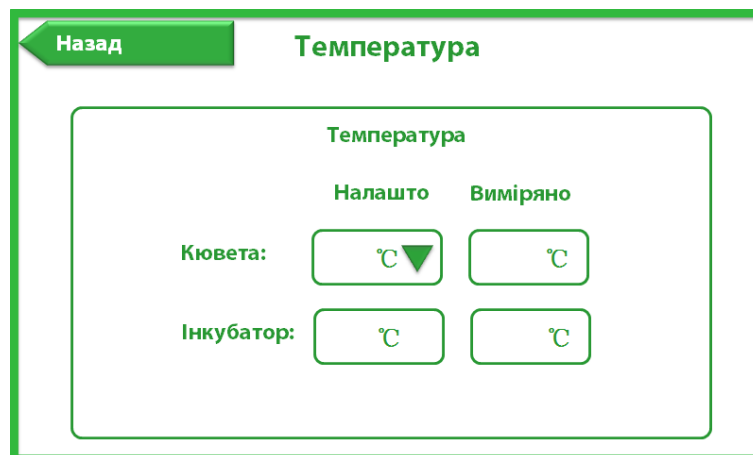 Назад
Температура
Температура
Налашто Виміряно
Кювета: ℃ ℃
Інкубатор: ℃ ℃